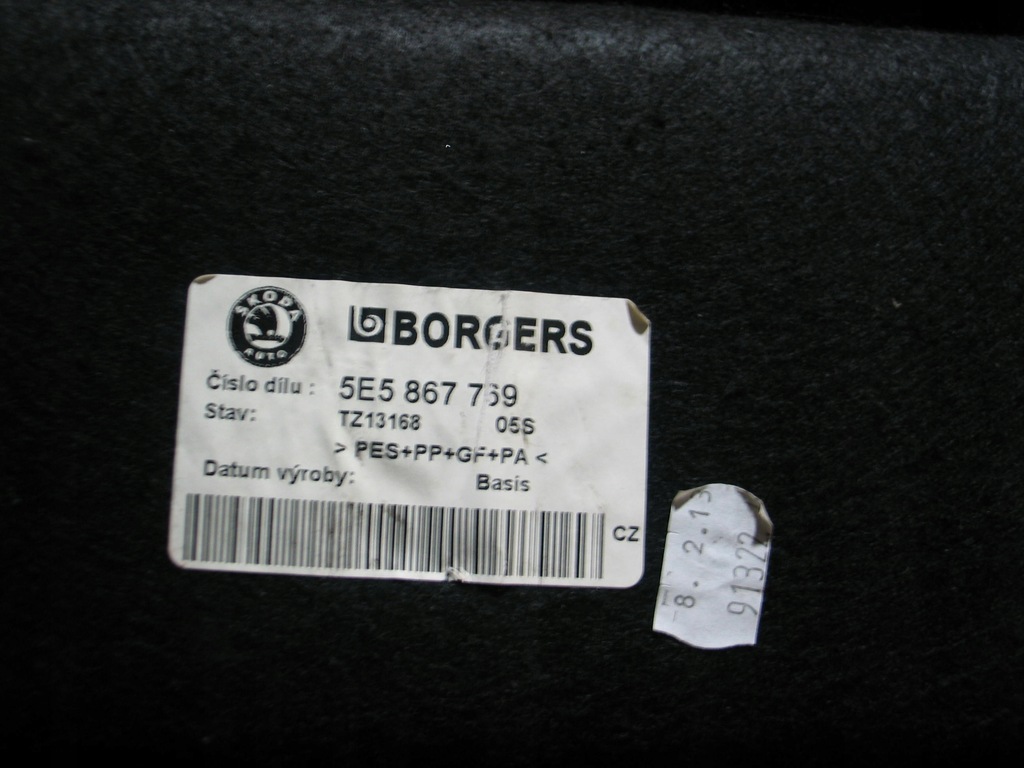 ŠKODA
AUTO
BORGERS
Číslo dílu : 5E5 867 769
Stav: TZ13168 05S
> PES+PP+GF+PA <
Datum výroby: Basis
CZ
8. 2.13
91322